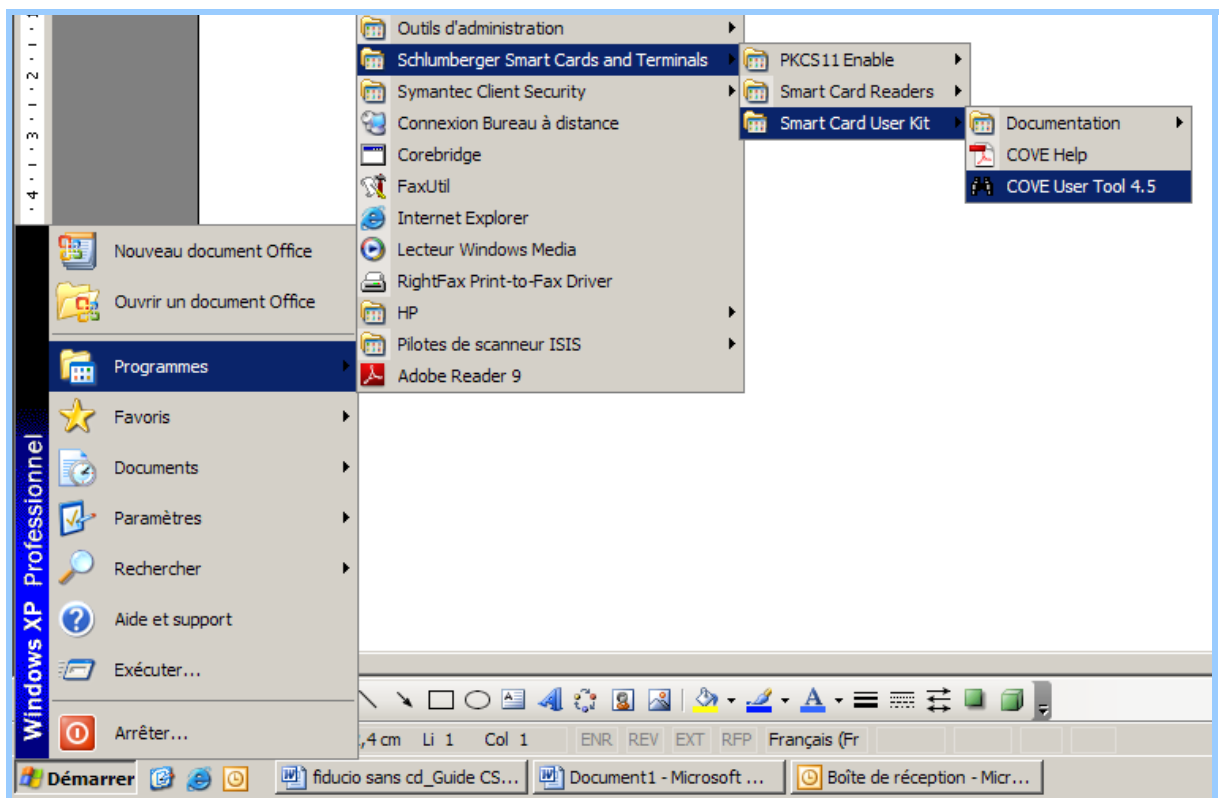 Outils d'administration
Schlumberger Smart Cards and Terminals
Symantec Client Security
Connexion Bureau à distance
Corebridge
FaxUtil
Internet Explorer
Lecteur Windows Media
RightFax Print-to-Fax Driver
HP
Pilotes de scanneur ISIS
Adobe Reader 9
PKCS11 Enable
Smart Card Readers
Smart Card User Kit
Documentation
COVE Help
COVE User Tool 4.5
· 2 · ı · 3 · ı · 4 ·
Nouveau document Office
Ouvrir un document Office
Programmes
Favoris
Documents
Paramètres
Rechercher
Aide et support
Exécuter...
Arrêter...
Windows XP Professionnel
,4 cm Li 1 Col 1 ENR REV EXT RFP Français (Fr
Démarrer
fiducio sans cd_Guide CS...
Document1 - Microsoft ...
Boîte de réception - Micr...